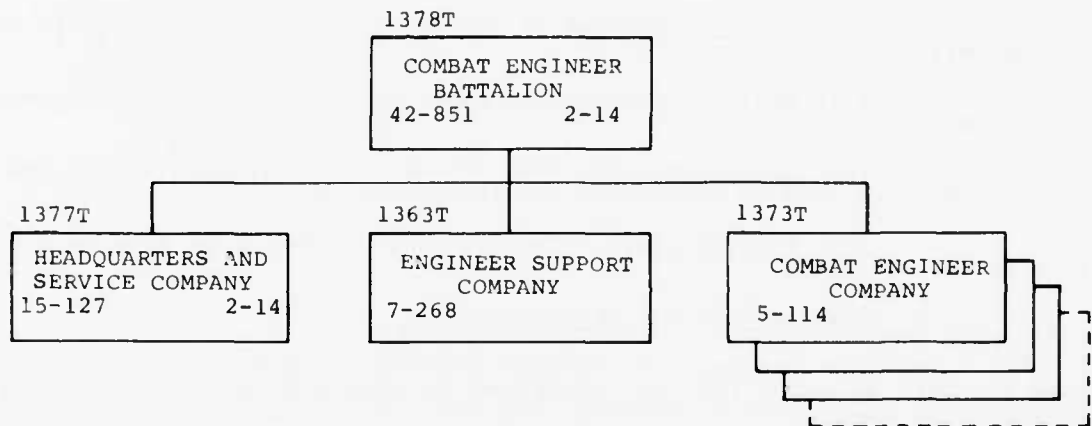 1378T
COMBAT ENGINEER
BATTALION
42-851 2-14
1377T
HEADQUARTERS AND
SERVICE COMPANY
15-127 2-14
1363T
ENGINEER SUPPORT
COMPANY
7-268
1373T
COMBAT ENGINEER
COMPANY
5-114